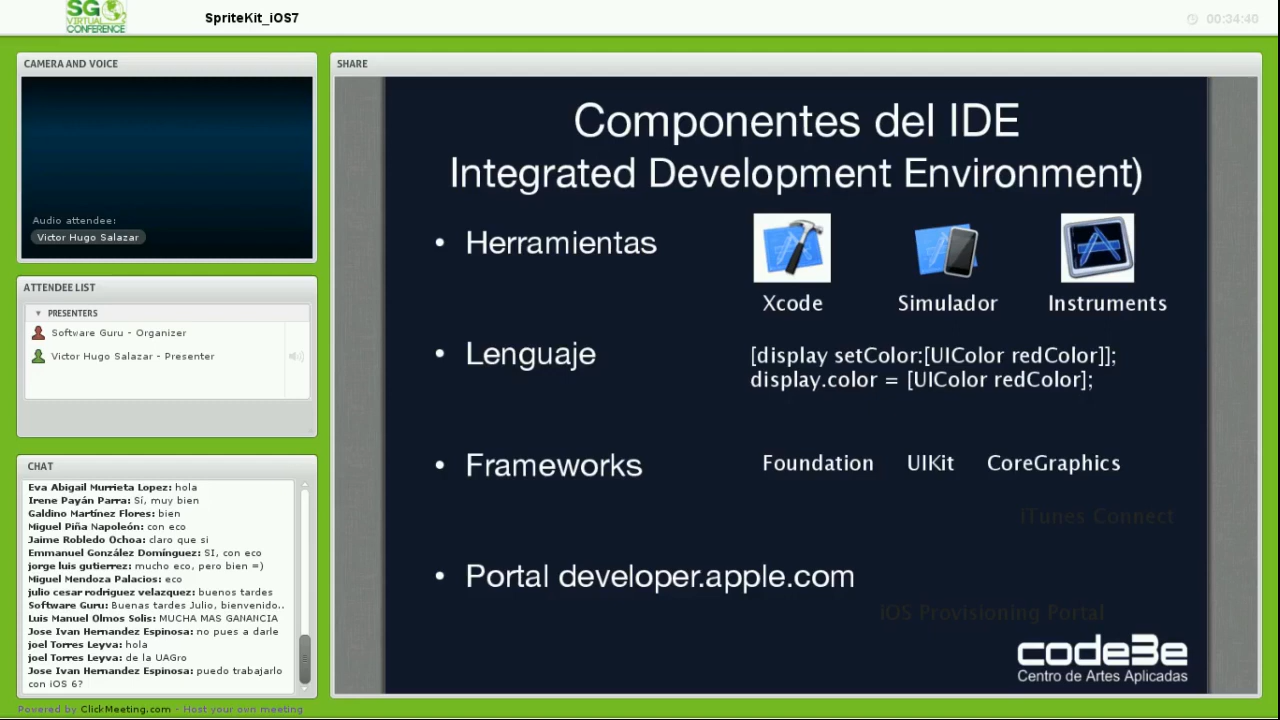 SG
VIRTUAL
CONFERENCE
SpriteKit_iOS7
00:34:40
CAMERA AND VOICE
Audio attendee:
Victor Hugo Salazar
ATTENDEE LIST
PRESENTERS
Software Guru - Organizer
Victor Hugo Salazar - Presenter
CHAT
Eva Abigail Murrieta Lopez: hola
Irene Payán Parra: Sí, muy bien
Galdino Martínez Flores: bien
Miguel Piña Napoleón: con eco
Jaime Robledo Ochoa: claro que si
Emmanuel González Domínguez: SI, con eco
jorge luis gutierrez: mucho eco, pero bien =)
Miguel Mendoza Palacios: eco
julio cesar rodriguez velazquez: buenos tardes
Software Guru: Buenas tardes Julio, bienvenido..
Luis Manuel Olmos Solis: MUCHA MAS GANANCIA
Jose Ivan Hernandez Espinosa: no pues a darle
joel Torres Leyva: hola
joel Torres Leyva: de la UAGro
Jose Ivan Hernandez Espinosa: puedo trabajarlo
con iOS 6?
Powered by ClickMeeting.com - Host your own meeting
SHARE
Componentes del IDE
Integrated Development Environment)
• Herramientas
Xcode Simulador Instruments
• Lenguaje
[display setColor:[UIColor redColor]];
display.color = [UIColor redColor];
• Frameworks
Foundation UIKit CoreGraphics
iTunes Connect
• Portal developer.apple.com
iOS Provisioning Portal
code3e
Centro de Artes Aplicadas